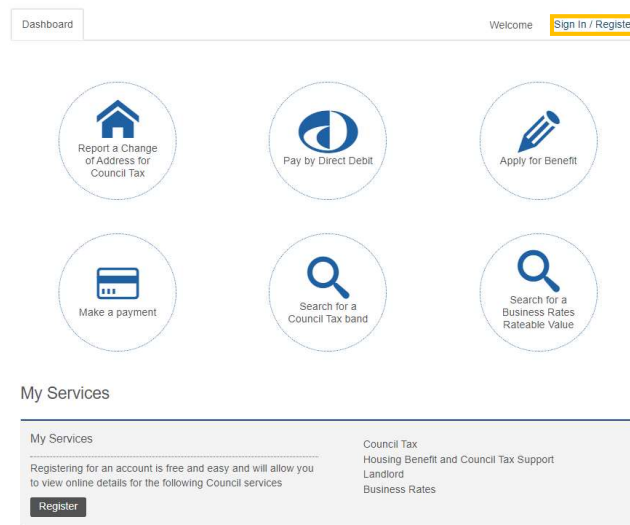 Dashboard
Welcome
Sign In / Registe
Report a Change
of Address for
Council Tax
Pay by Direct Debit
Apply for Benefit
Make a payment
Search for a
Council Tax band
Search for a
Business Rates
Rateable Value
My Services
My Services
Registering for an account is free and easy and will allow you
to view online details for the following Council services
Register
Council Tax
Housing Benefit and Council Tax Support
Landlord
Business Rates